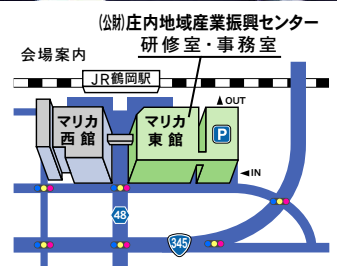 (公財)庄内地域産業振興センター
研修室・事務室
会場案内
JR鶴岡駅
マリカ
西館
マリカ
東館
▲OUT
P
◀IN
48
345